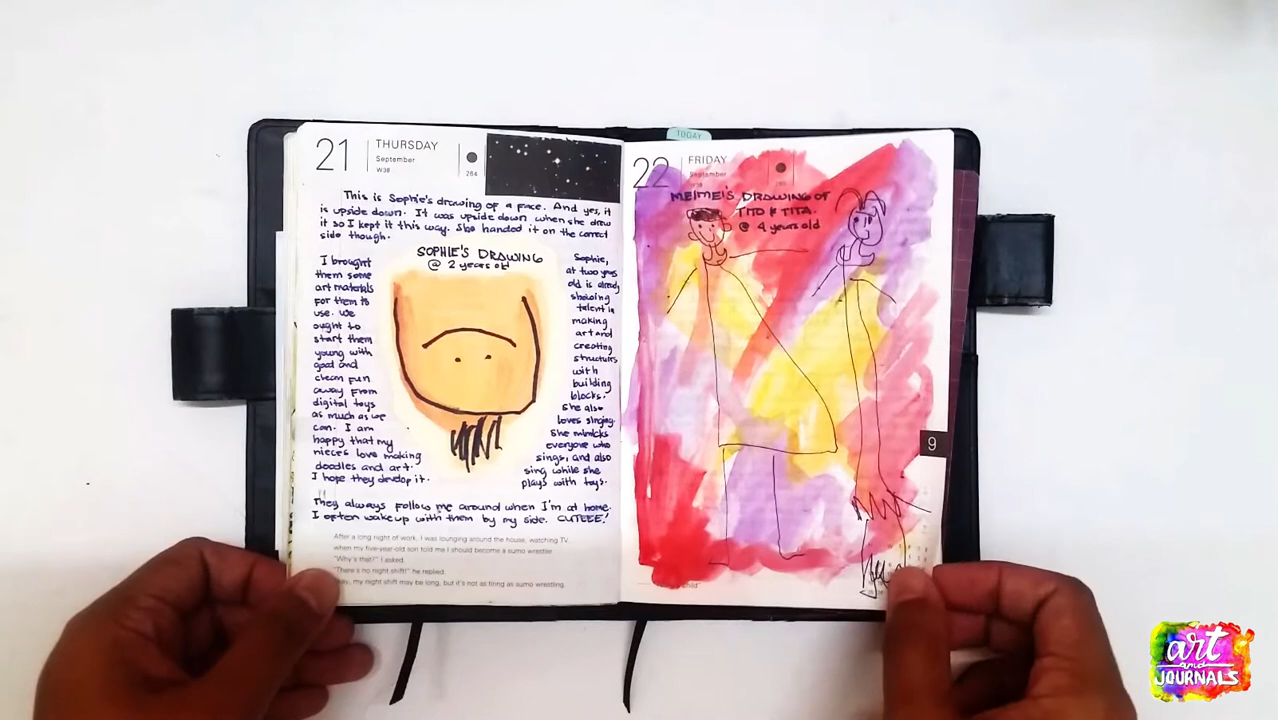 21
THURSDAY
September
W38
264
This is Sophie's drawing of a face. And yes, it
is upside down. It was upside down when she drew
it so I kept it this way. She handed it on the correct
side though.
SOPHIE'S DRAWING
@ 2 years old
I brought
them some
art materials
for them to
use. We
ought to
start them
young with
good and
clean fun
away from
digital toys
as much as we
can. I am
happy that my
nieces love making
doodles and art.
I hope they develop it.
Sophie,
at two years
old is already
showing
talent in
making
art and
creating
structures
with
building
blocks.
She also
loves singing.
She mimicks
everyone who
sings, and also
sing while she
plays with toys.
They always follow me around when I'm at home.
I often wake up with them by my side. CUTEEE!
After a long night of work, I was lounging around the house, watching TV,
when my five-year-old son told me I should become a sumo wrestler.
"Why's that?" I asked.
"There's no night shift!" he replied.
my night shift may be long, but it's not as tiring as sumo wrestling.
TODAY
22
FRIDAY
September
W38
265
MEIMEI'S DRAWING OF
TITO & TITA.
@ 4 years old
9
art
and
JOURNALS